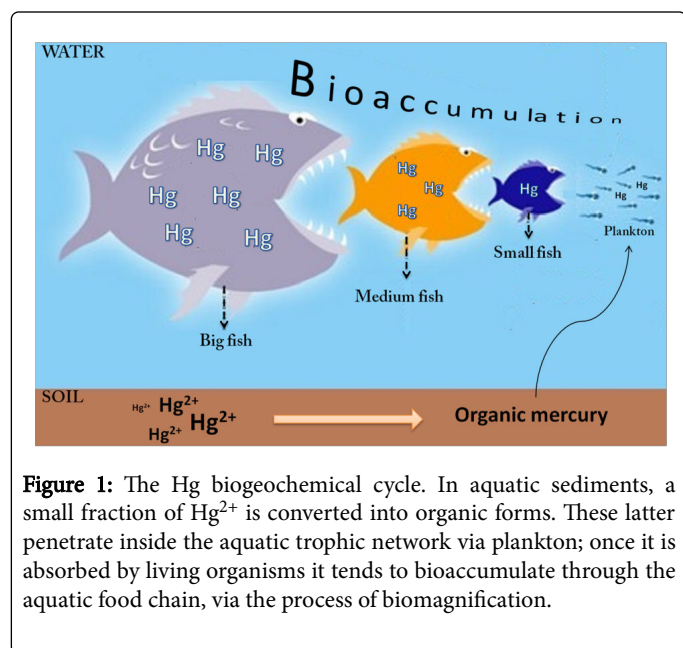 WATER
Bioaccumulation
Hg Hg
Hg Hg
Hg Hg
Hg
Hg
Hg
Hg
Hg
Hg
Plankton
Small fish
Medium fish
Big fish
SOIL
Hg2+ Hg2+
Hg2+ Hg2+
Organic mercury
Figure 1: The Hg biogeochemical cycle. In aquatic sediments, a
small fraction of Hg2+ is converted into organic forms. These latter
penetrate inside the aquatic trophic network via plankton; once it is
absorbed by living organisms it tends to bioaccumulate through the
aquatic food chain, via the process of biomagnification.